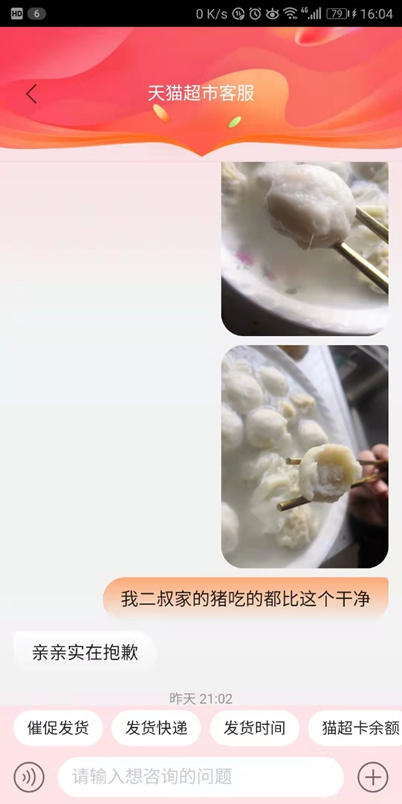 HD 6 0 K/s 4G 79 16:04
天猫超市客服
我二叔家的猪吃的都比这个干净
亲亲实在抱歉
昨天 21:02
催促发货 发货快递 发货时间 猫超卡余额
请输入想咨询的问题